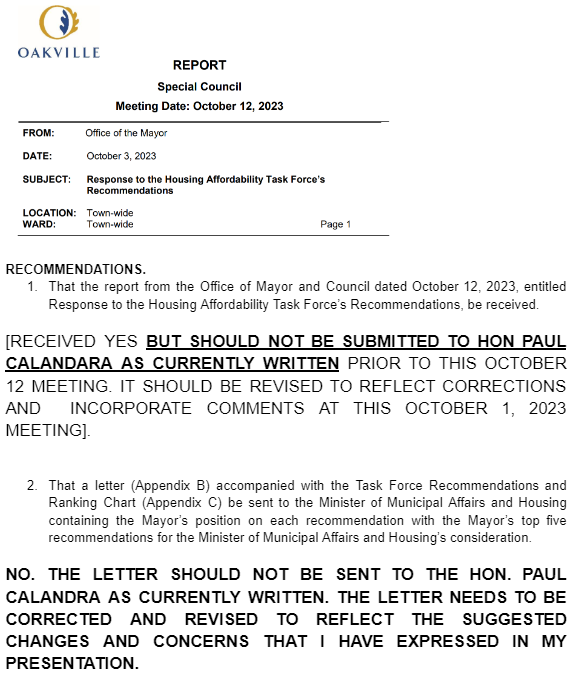 OAKVILLE
REPORT
Special Council
Meeting Date: October 12, 2023
FROM: Office of the Mayor
DATE: October 3, 2023
SUBJECT: Response to the Housing Affordability Task Force's
Recommendations
LOCATION: Town-wide
WARD: Town-wide Page 1
RECOMMENDATIONS.
1. That the report from the Office of Mayor and Council dated October 12, 2023, entitled
Response to the Housing Affordability Task Force's Recommendations, be received.
[RECEIVED YES BUT SHOULD NOT BE SUBMITTED TO HON PAUL
CALANDARA AS CURRENTLY WRITTEN PRIOR TO THIS OCTOBER
12 MEETING. IT SHOULD BE REVISED TO REFLECT CORRECTIONS
AND INCORPORATE COMMENTS AT THIS OCTOBER 1, 2023
MEETING].
2. That a letter (Appendix B) accompanied with the Task Force Recommendations and
Ranking Chart (Appendix C) be sent to the Minister of Municipal Affairs and Housing
containing the Mayor's position on each recommendation with the Mayor's top five
recommendations for the Minister of Municipal Affairs and Housing's consideration.
NO. THE LETTER SHOULD NOT BE SENT TO THE HON. PAUL
CALANDRA AS CURRENTLY WRITTEN. THE LETTER NEEDS TO BE
CORRECTED AND REVISED TO REFLECT THE SUGGESTED
CHANGES AND CONCERNS THAT I HAVE EXPRESSED IN MY
PRESENTATION.